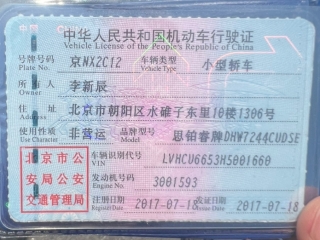 中华人民共和国机动车行驶证
Vehicle License of the People's Republic of China
号牌号码 京NX2C12 车辆类型 小型轿车
Plate No. Vehicle Type
所有人 李新辰
Owner
住址 北京市朝阳区水碓子东里10楼1306号
Address
使用性质 非营运 品牌型号 思铂睿牌DHW7244CUDSE
Use Character Model
北京市公 车辆识别代号 LVHCU6653H5001660
VIN
安局公安 发动机号码 3001593
Engine No.
交通管理局 注册日期 2017-07-18 发证日期 2017-07-18
Register Date Issue Date